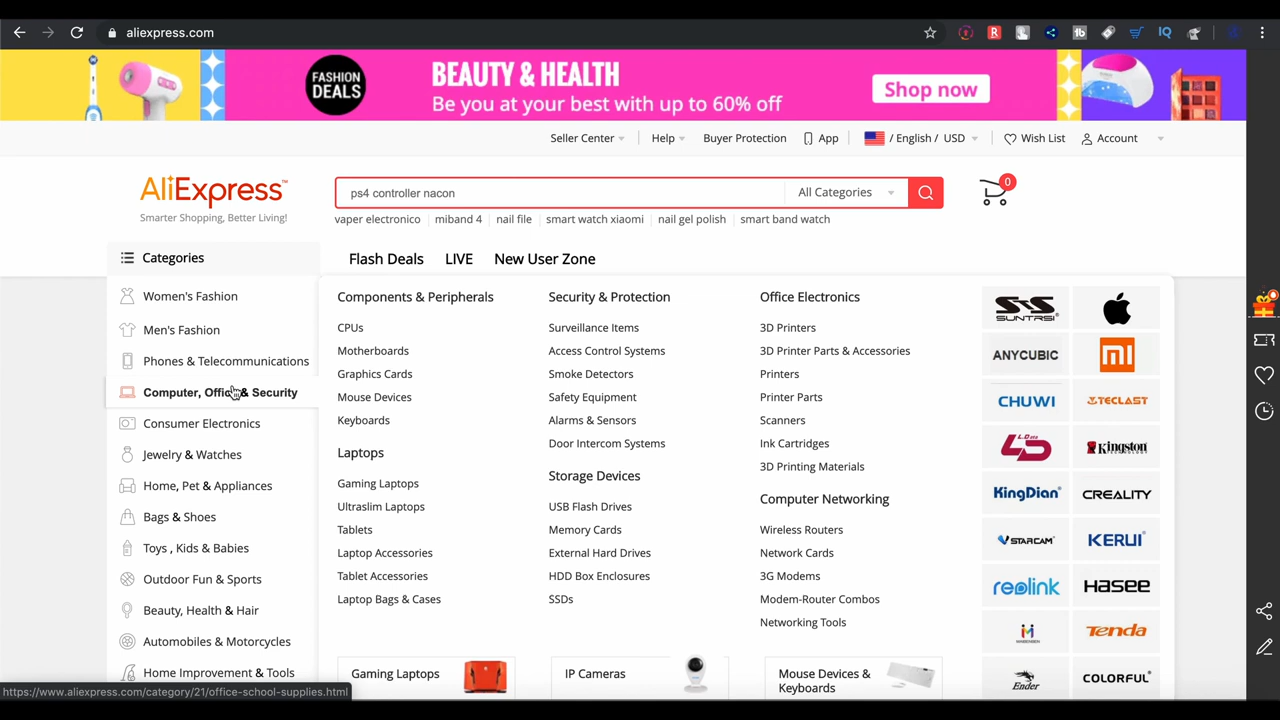 aliexpress.com
FASHION DEALS
BEAUTY & HEALTH
Be you at your best with up to 60% off
Shop now
Seller Center
Help
Buyer Protection
App
/ English / USD
Wish List
Account
AliExpress™
Smarter Shopping, Better Living!
ps4 controller nacon
All Categories
0
vaper electronico
miband 4
nail file
smart watch xiaomi
nail gel polish
smart band watch
Categories
Flash Deals
LIVE
New User Zone
Women's Fashion
Men's Fashion
Phones & Telecommunications
Computer, Office & Security
Consumer Electronics
Jewelry & Watches
Home, Pet & Appliances
Bags & Shoes
Toys , Kids & Babies
Outdoor Fun & Sports
Beauty, Health & Hair
Automobiles & Motorcycles
Home Improvement & Tools
Components & Peripherals
CPUs
Motherboards
Graphics Cards
Mouse Devices
Keyboards
Laptops
Gaming Laptops
Ultraslim Laptops
Tablets
Laptop Accessories
Tablet Accessories
Laptop Bags & Cases
Security & Protection
Surveillance Items
Access Control Systems
Smoke Detectors
Safety Equipment
Alarms & Sensors
Door Intercom Systems
Storage Devices
USB Flash Drives
Memory Cards
External Hard Drives
HDD Box Enclosures
SSDs
Office Electronics
3D Printers
3D Printer Parts & Accessories
Printers
Printer Parts
Scanners
Ink Cartridges
3D Printing Materials
Computer Networking
Wireless Routers
Network Cards
3G Modems
Modem-Router Combos
Networking Tools
Gaming Laptops
IP Cameras
Mouse Devices &
Keyboards
SUNTRSI
ANYCUBIC
mi
CHUWI
TECLAST
Kingston
TECHNOLOGY
KingDian
CREALITY
VSTARCAM
KERUI
reolink
HASEE
Tenda
Ender
COLORFUL
https://www.aliexpress.com/category/21/office-school-supplies.html